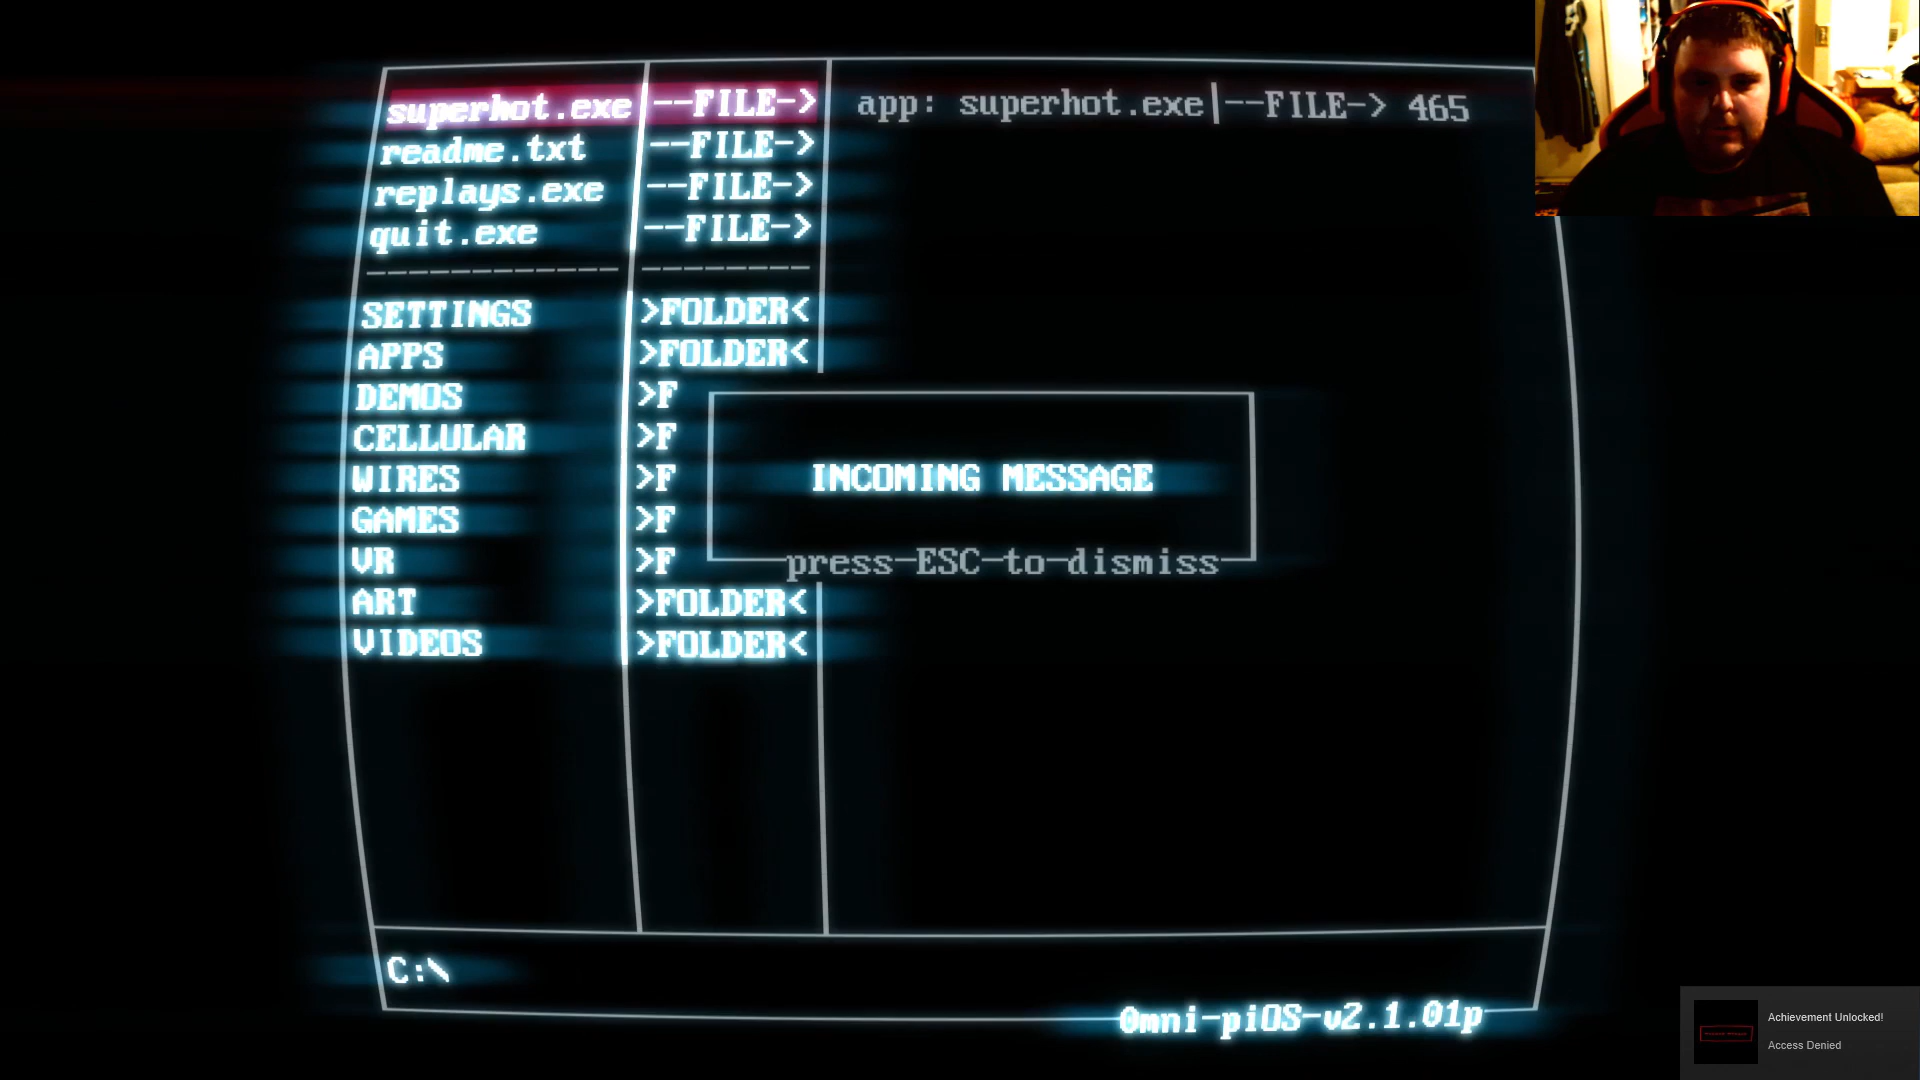 superhot.exe --FILE-> app: superhot.exe|--FILE-> 465
readme.txt --FILE->
replays.exe --FILE->
quit.exe --FILE->
SETTINGS >FOLDER<
APPS >FOLDER<
DEMOS >F
CELLULAR >F
WIRES >F
INCOMING MESSAGE
GAMES >F
VR >F
press-ESC-to-dismiss
ART >FOLDER<
VIDEOS >FOLDER<
C:\
0mni-piOS-v2.1.01p
Achievement Unlocked!
Access Denied